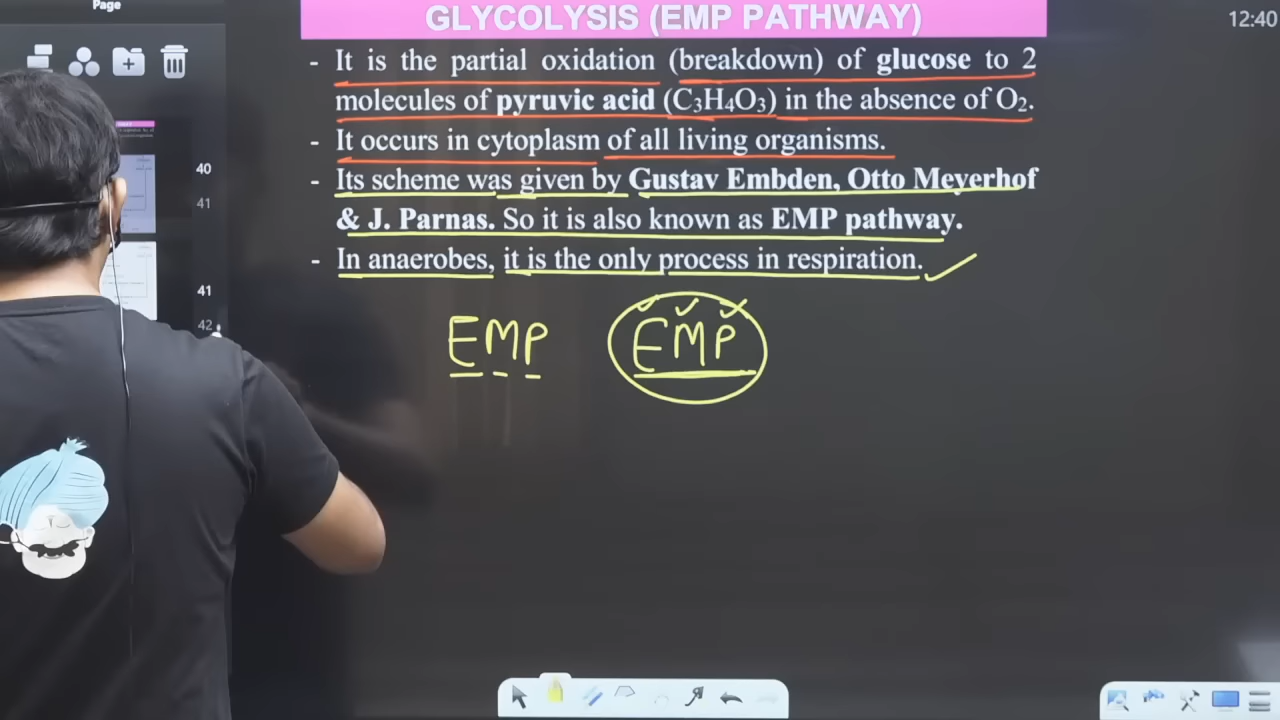 Page
GLYCOLYSIS (EMP PATHWAY)
12:40
- It is the partial oxidation (breakdown) of glucose to 2
molecules of pyruvic acid (C₃H₄O₃) in the absence of O₂.
- It occurs in cytoplasm of all living organisms.
- Its scheme was given by Gustav Embden, Otto Meyerhof
& J. Parnas. So it is also known as EMP pathway.
- In anaerobes, it is the only process in respiration.
40
41
41
42
EMP EMP